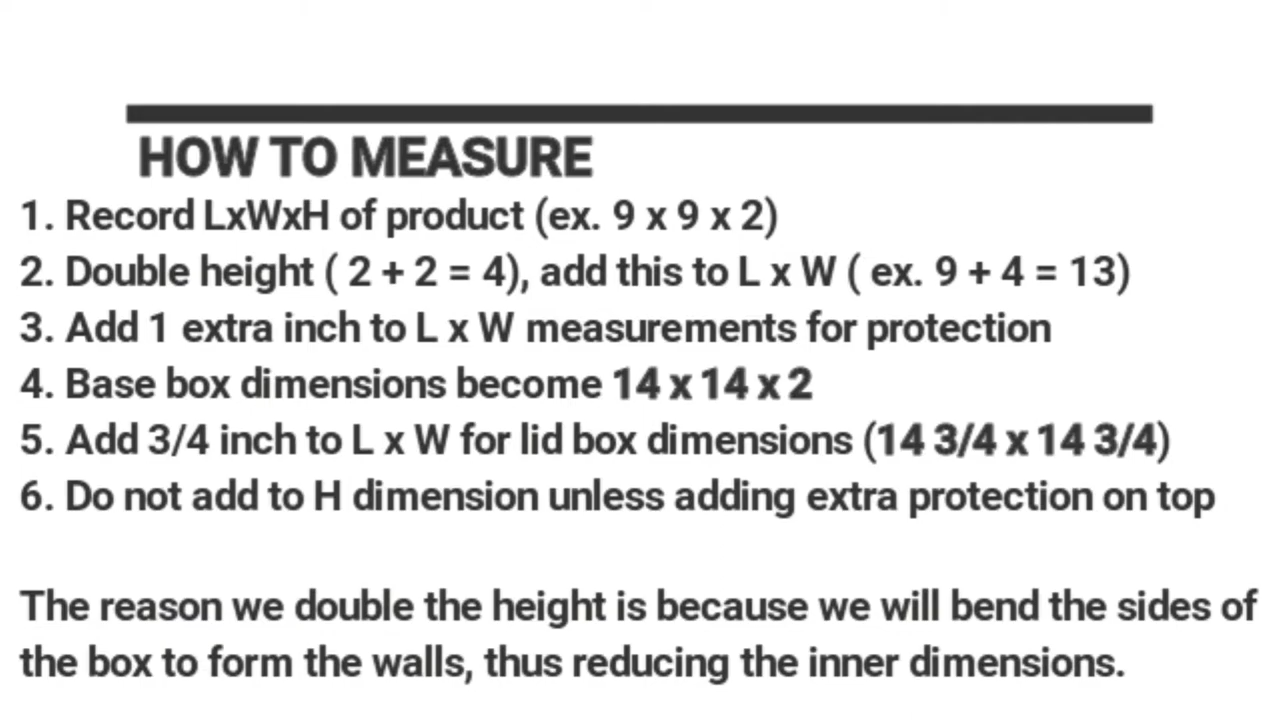 HOW TO MEASURE
1. Record LxWxH of product (ex. 9 x 9 x 2)
2. Double height ( 2 + 2 = 4), add this to L x W ( ex. 9 + 4 = 13)
3. Add 1 extra inch to L x W measurements for protection
4. Base box dimensions become 14 x 14 x 2
5. Add 3/4 inch to L x W for lid box dimensions (14 3/4 x 14 3/4)
6. Do not add to H dimension unless adding extra protection on top
The reason we double the height is because we will bend the sides of
the box to form the walls, thus reducing the inner dimensions.